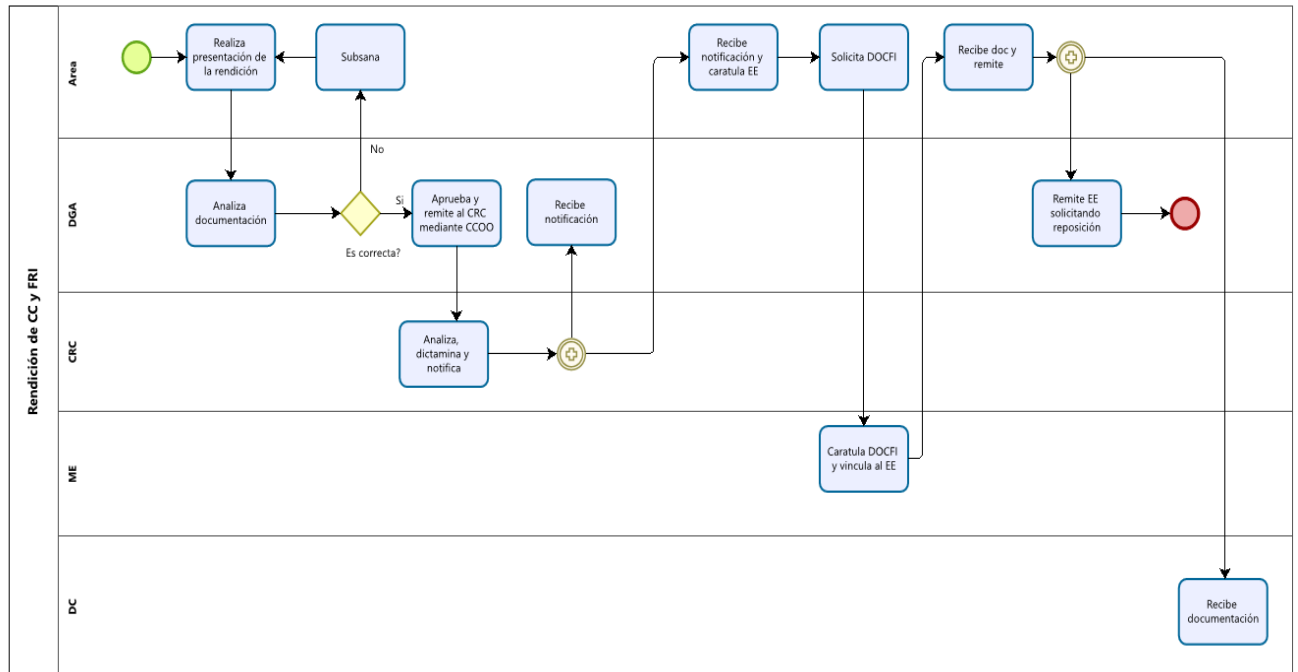 Rendición de CC y FRI
Area
Realiza
presentación de
la rendición
Subsana
Recibe
notificación y
caratula EE
Solicita DOCFI
Recibe doc y
remite
No
DGA
Analiza
documentación
Es correcta?
Si
Aprueba y
remite al CRC
mediante CCOO
Recibe
notificación
Remite EE
solicitando
reposición
CRC
Analiza,
dictamina y
notifica
ME
Caratula DOCFI
y vincula al EE
DC
Recibe
documentación